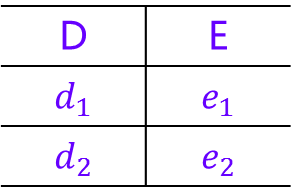 D E
d₁ e₁
d₂ e₂